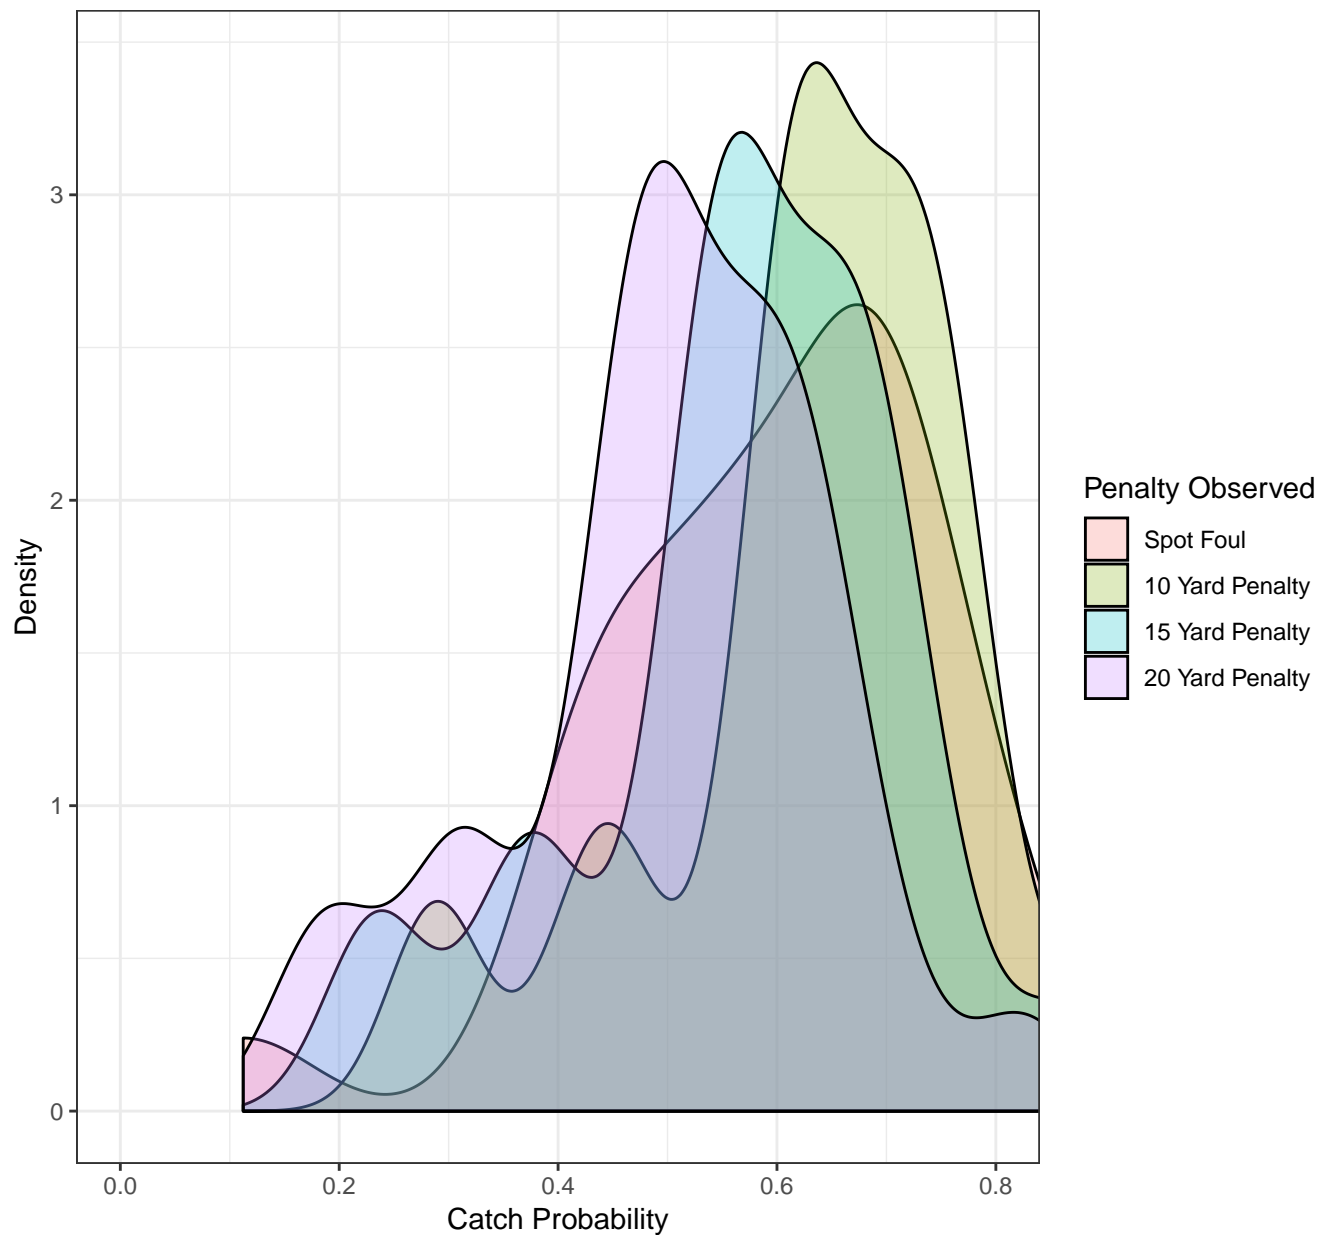 3
2
1
0
Density
0.0 0.2 0.4 0.6 0.8
Catch Probability
Penalty Observed
Spot Foul
10 Yard Penalty
15 Yard Penalty
20 Yard Penalty